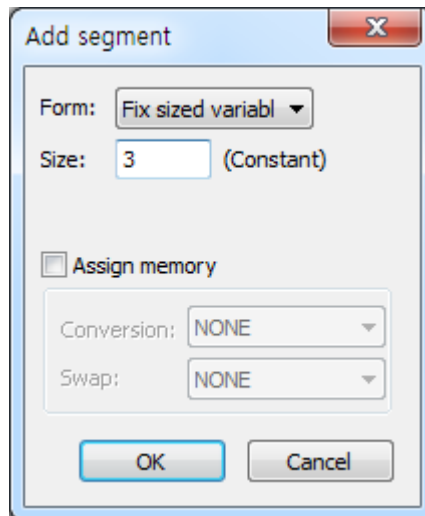 Add segment
Form: Fix sized variabl
Size: 3 (Constant)
Assign memory
Conversion: NONE
Swap: NONE
OK Cancel